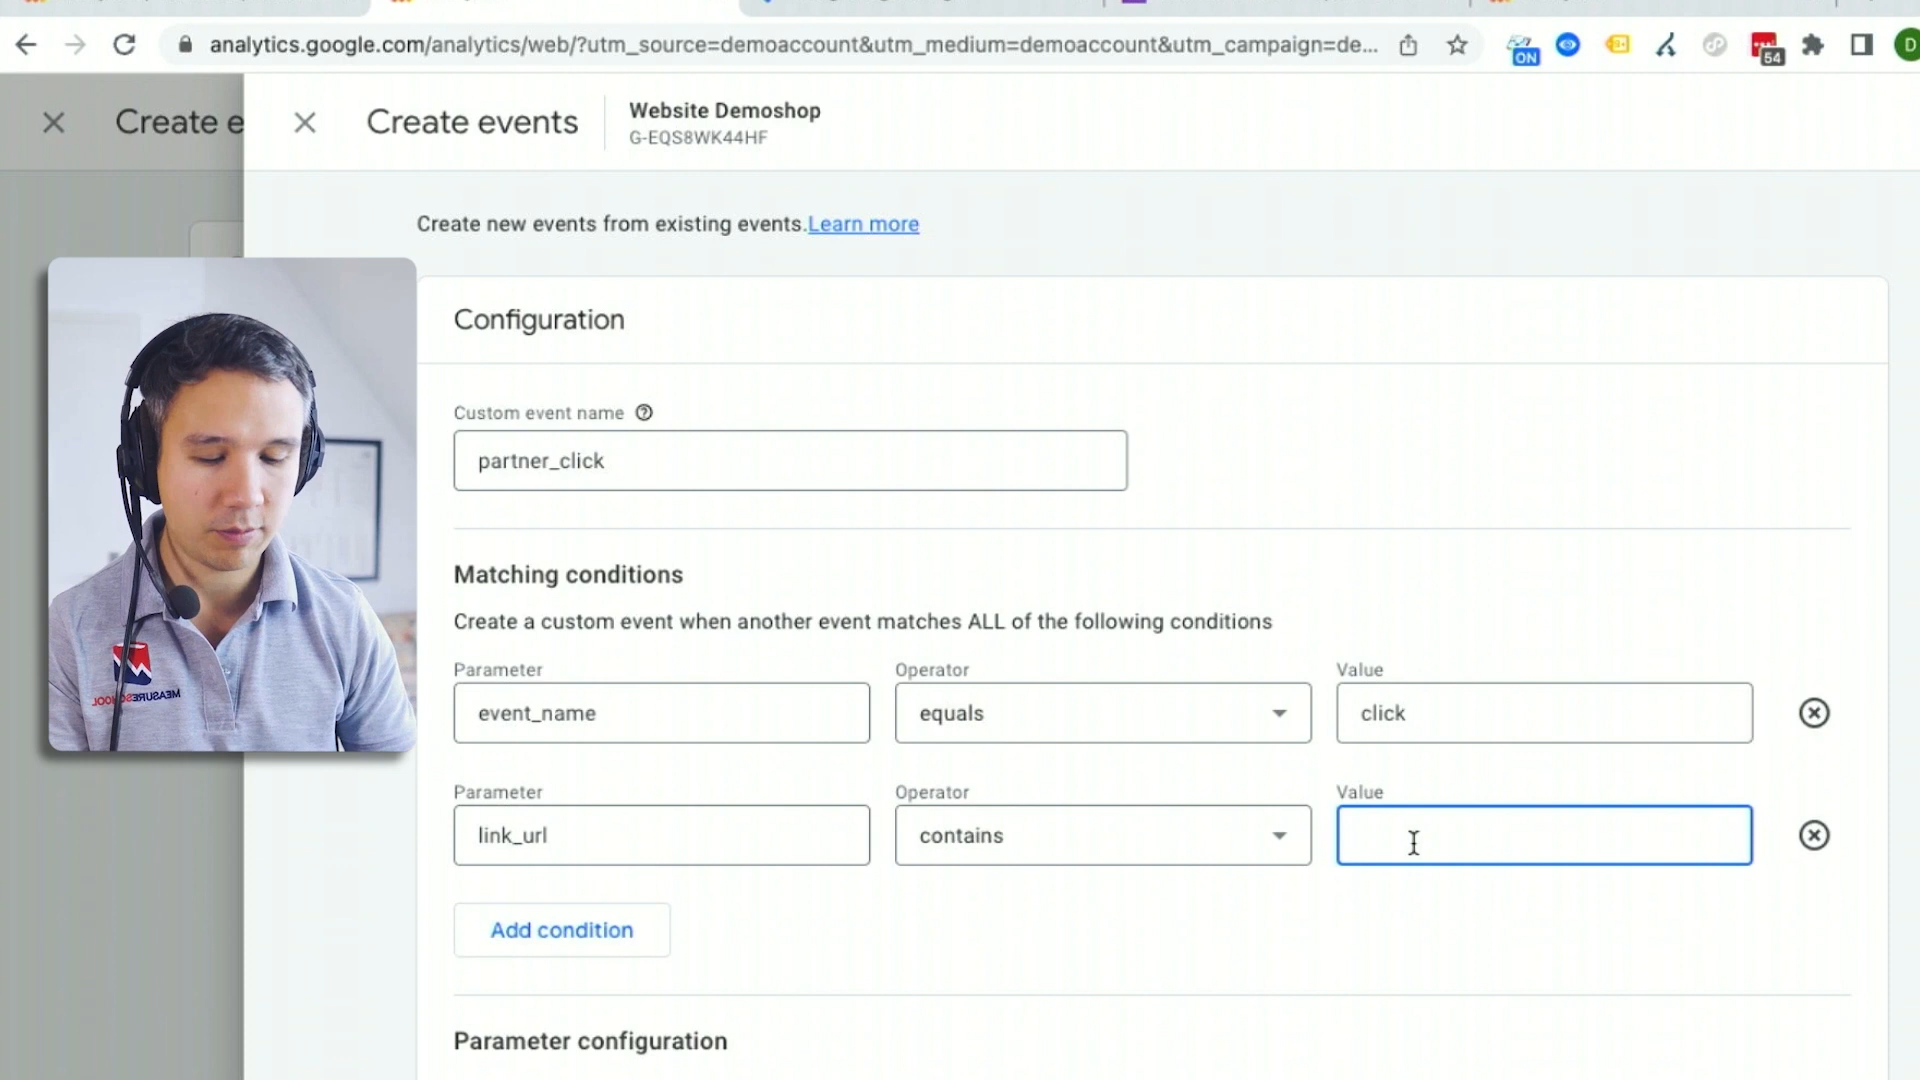 analytics.google.com/analytics/web/?utm_source=demoaccount&utm_medium=demoaccount&utm_campaign=de...
ON
54
D
Create e
Create events
Website Demoshop
G-EQS8WK44HF
Create new events from existing events. Learn more
Configuration
Custom event name
partner_click
Matching conditions
Create a custom event when another event matches ALL of the following conditions
Parameter Operator Value
event_name equals click
Parameter Operator Value
link_url contains
Add condition
Parameter configuration
MEASURESCHOOL